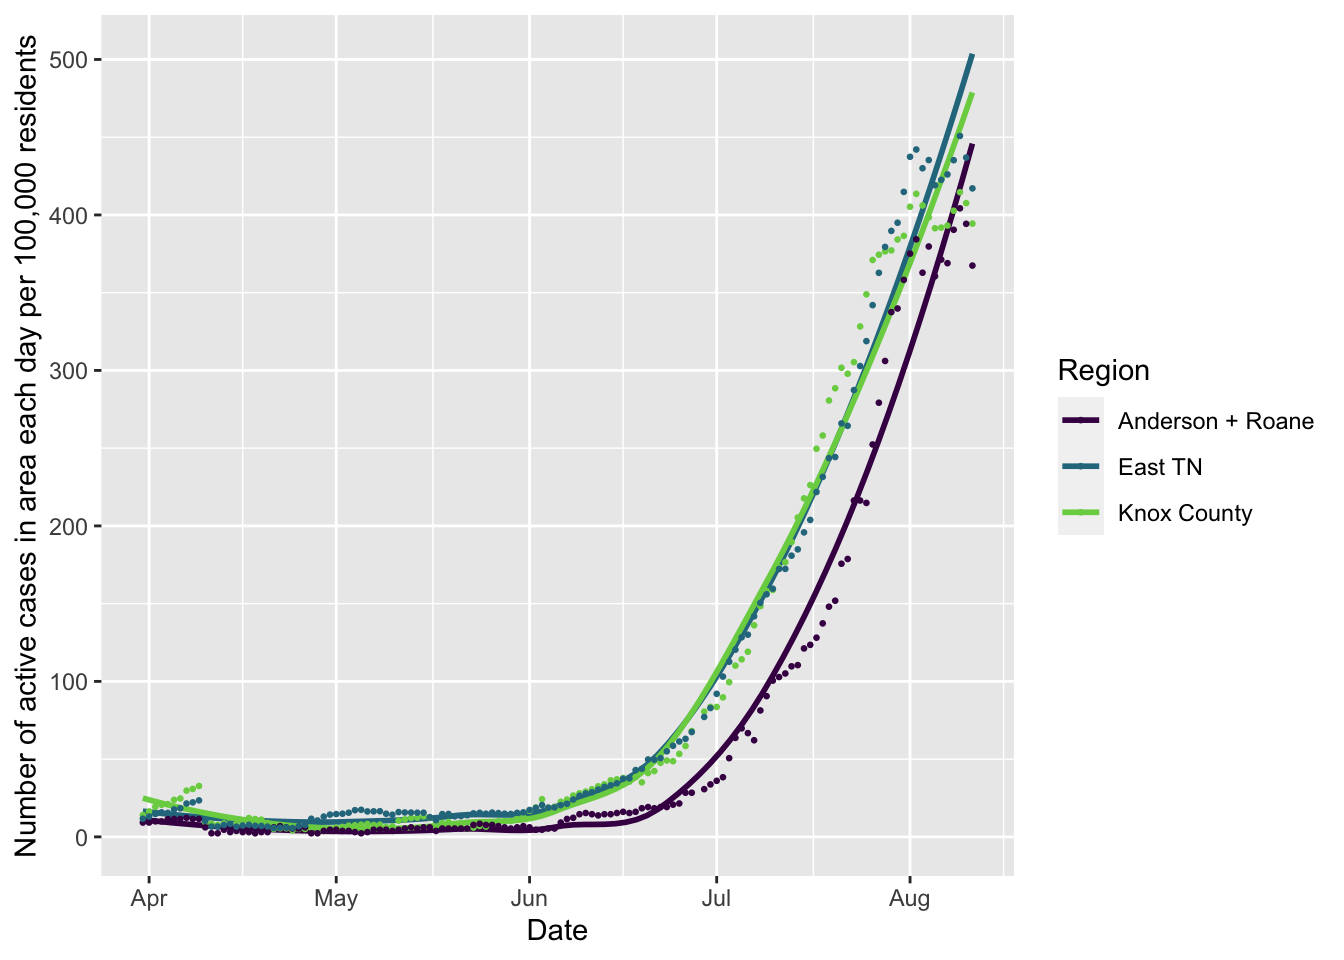 Number of active cases in area each day per 100,000 residents
500
400
300
200
100
0
Apr
May
Jun
Jul
Aug
Date
Region
Anderson + Roane
East TN
Knox County